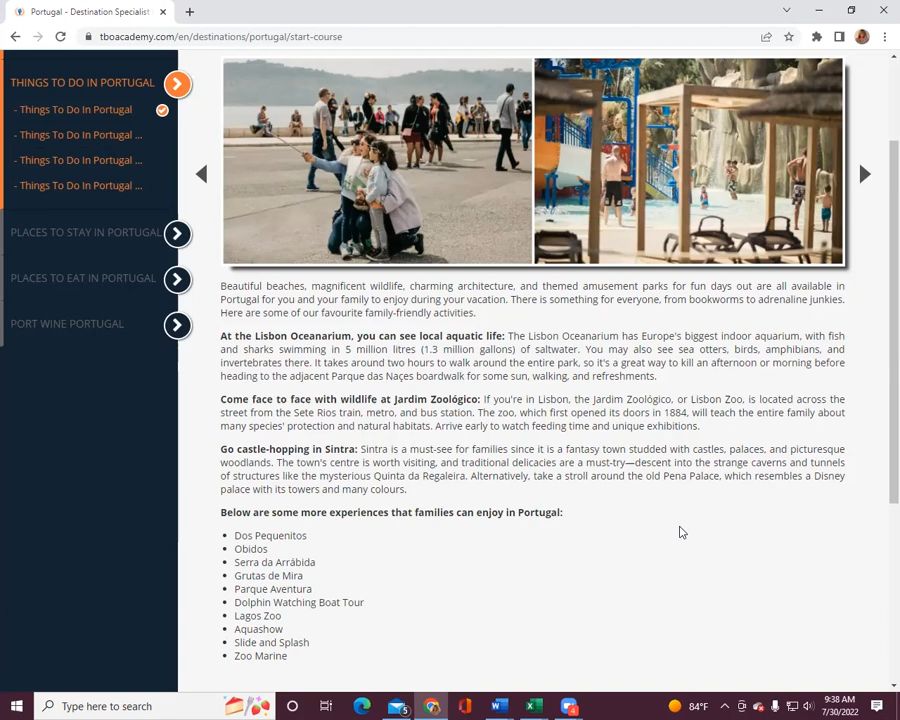 Portugal - Destination Specialist
tboacademy.com/en/destinations/portugal/start-course
THINGS TO DO IN PORTUGAL
- Things To Do In Portugal
- Things To Do In Portugal ...
- Things To Do In Portugal ...
- Things To Do In Portugal ...
PLACES TO STAY IN PORTUGAL
PLACES TO EAT IN PORTUGAL
PORT WINE PORTUGAL
Beautiful beaches, magnificent wildlife, charming architecture, and themed amusement parks for fun days out are all available in
Portugal for you and your family to enjoy during your vacation. There is something for everyone, from bookworms to adrenaline junkies.
Here are some of our favourite family-friendly activities.
At the Lisbon Oceanarium, you can see local aquatic life: The Lisbon Oceanarium has Europe's biggest indoor aquarium, with fish
and sharks swimming in 5 million litres (1.3 million gallons) of saltwater. You may also see sea otters, birds, amphibians, and
invertebrates there. It takes around two hours to walk around the entire park, so it's a great way to kill an afternoon or morning before
heading to the adjacent Parque das Naçes boardwalk for some sun, walking, and refreshments.
Come face to face with wildlife at Jardim Zoológico: If you're in Lisbon, the Jardim Zoológico, or Lisbon Zoo, is located across the
street from the Sete Rios train, metro, and bus station. The zoo, which first opened its doors in 1884, will teach the entire family about
many species' protection and natural habitats. Arrive early to watch feeding time and unique exhibitions.
Go castle-hopping in Sintra: Sintra is a must-see for families since it is a fantasy town studded with castles, palaces, and picturesque
woodlands. The town's centre is worth visiting, and traditional delicacies are a must-try—descent into the strange caverns and tunnels
of structures like the mysterious Quinta da Regaleira. Alternatively, take a stroll around the old Pena Palace, which resembles a Disney
palace with its towers and many colours.
Below are some more experiences that families can enjoy in Portugal:
• Dos Pequenitos
• Obidos
• Serra da Arrábida
• Grutas de Mira
• Parque Aventura
• Dolphin Watching Boat Tour
• Lagos Zoo
• Aquashow
• Slide and Splash
• Zoo Marine
Type here to search
5
4
84°F
9:38 AM
7/30/2022